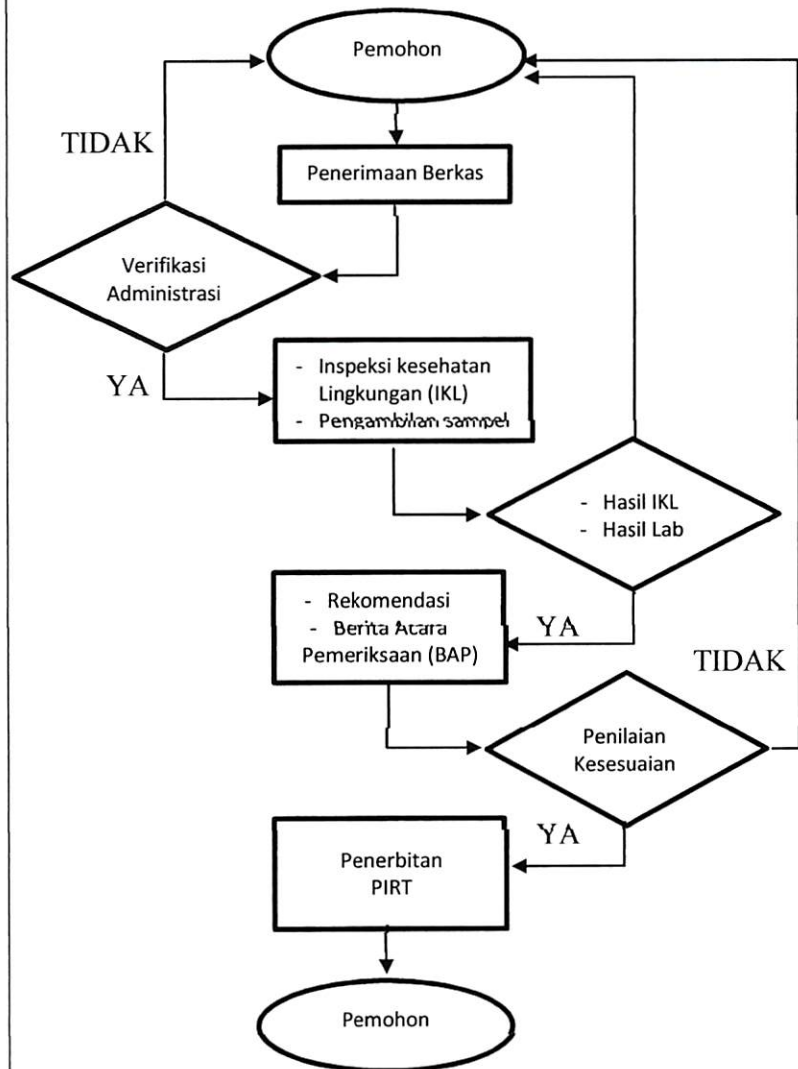 Pemohon
TIDAK
Penerimaan Berkas
Verifikasi
Administrasi
YA
- Inspeksi kesehatan
Lingkungan (IKL)
- Pengambilan sampel
- Hasil IKL
- Hasil Lab
- Rekomendasi
- Berita Acara
Pemeriksaan (BAP)
YA
TIDAK
Penilaian
Kesesuaian
YA
Penerbitan
PIRT
Pemohon